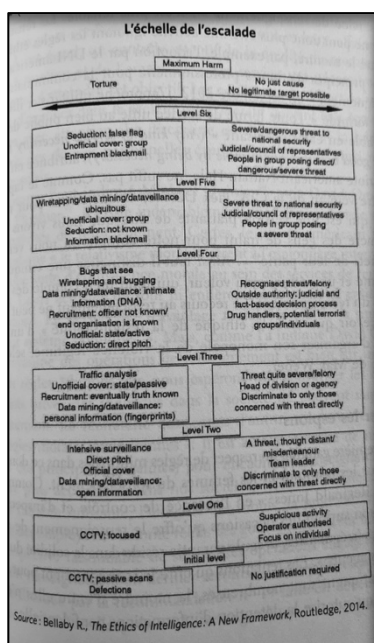 L'échelle de l'escalade
Maximum Harm
Torture
No just cause
No legitimate target possible
Level Six
Seduction: false flag
Unofficial cover: group
Entrapment blackmail
Severe/dangerous threat to
national security
Judicial/council of representatives
People in group posing direct/
dangerous/severe threat
Level Five
Wiretapping/data mining/dataveillance
ubiquitous
Unofficial cover: group
Seduction: not known
Information blackmail
Severe threat to national security
Judicial/council of representatives
People in group posing
a severe threat
Level Four
Bugs that see
Wiretapping and bugging
Data mining/dataveillance: intimate
information (DNA)
Recruitment: officer not known/
end organisation is known
Unofficial: state/active
Seduction: direct pitch
Recognised threat/felony
Outside authority: judicial and
fact-based decision process
Drug handlers, potential terrorist
groups/individuals
Level Three
Traffic analysis
Unofficial cover: state/passive
Recruitment: eventually truth known
Data mining/dataveillance:
personal information (fingerprints)
Threat quite severe/felony
Head of division or agency
Discriminate to only those
concerned with threat directly
Level Two
Intensive surveillance
Direct pitch
Official cover
Data mining/dataveillance:
open information
A threat, though distant/
misdemeanour
Team leader
Discriminate to only those
concerned with threat directly
Level One
CCTV: focused
Suspicious activity
Operator authorised
Focus on individual
Initial level
CCTV: passive scans
Defections
No justification required
Source: Bellaby R., The Ethics of Intelligence: A New Framework, Routledge, 2014.